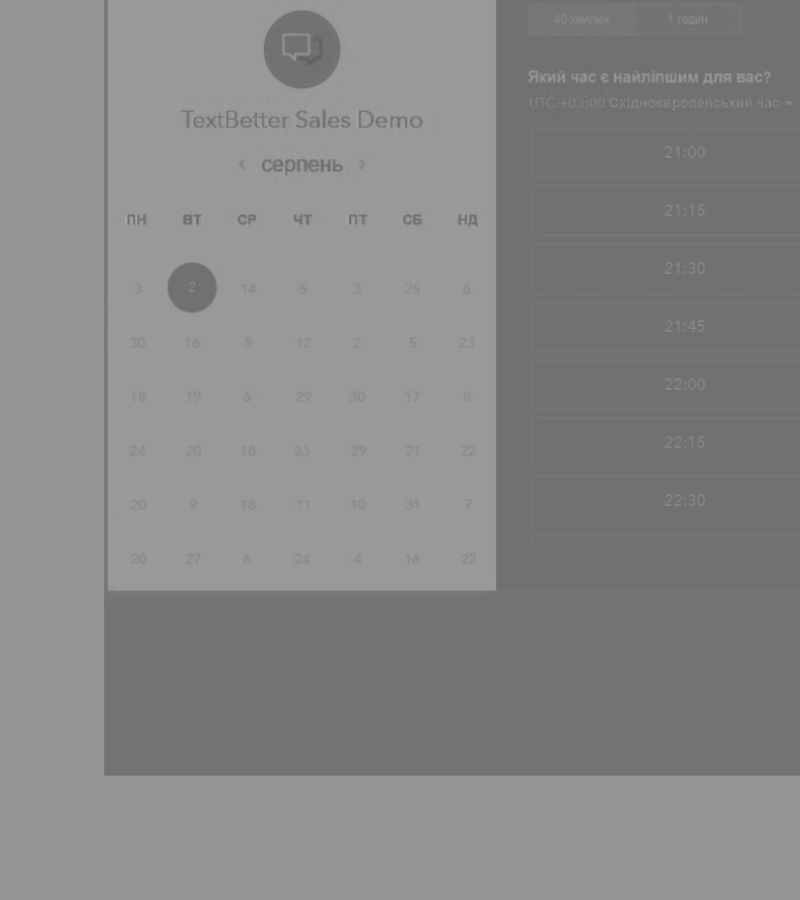 TextBetter Sales Demo
< серпень >
ПН ВТ СР ЧТ ПТ СБ НД
3 2 14 5 3 25 6
30 16 5 12 2 5 23
18 19 6 29 30 17 8
24 20 18 23 29 21 22
20 9 18 11 10 31 7
20 27 6 24 4 16 22
40 хвилин 1 годин
Який час є найліпшим для вас?
UTC +03:00 Східноєвропейський час
21:00
21:15
21:30
21:45
22:00
22:15
22:30